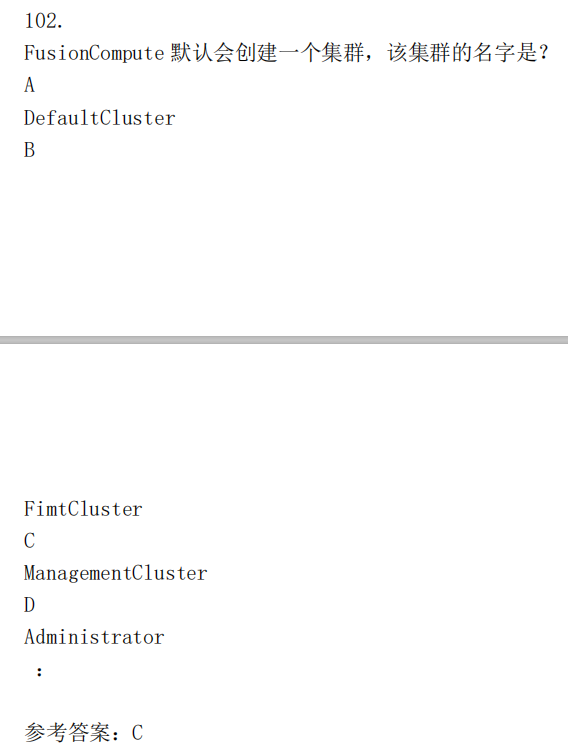 102.
FusionCompute 默认会创建一个集群，该集群的名字是？
A
DefaultCluster
B
FimtCluster
C
ManagementCluster
D
Administrator
：
参考答案：C